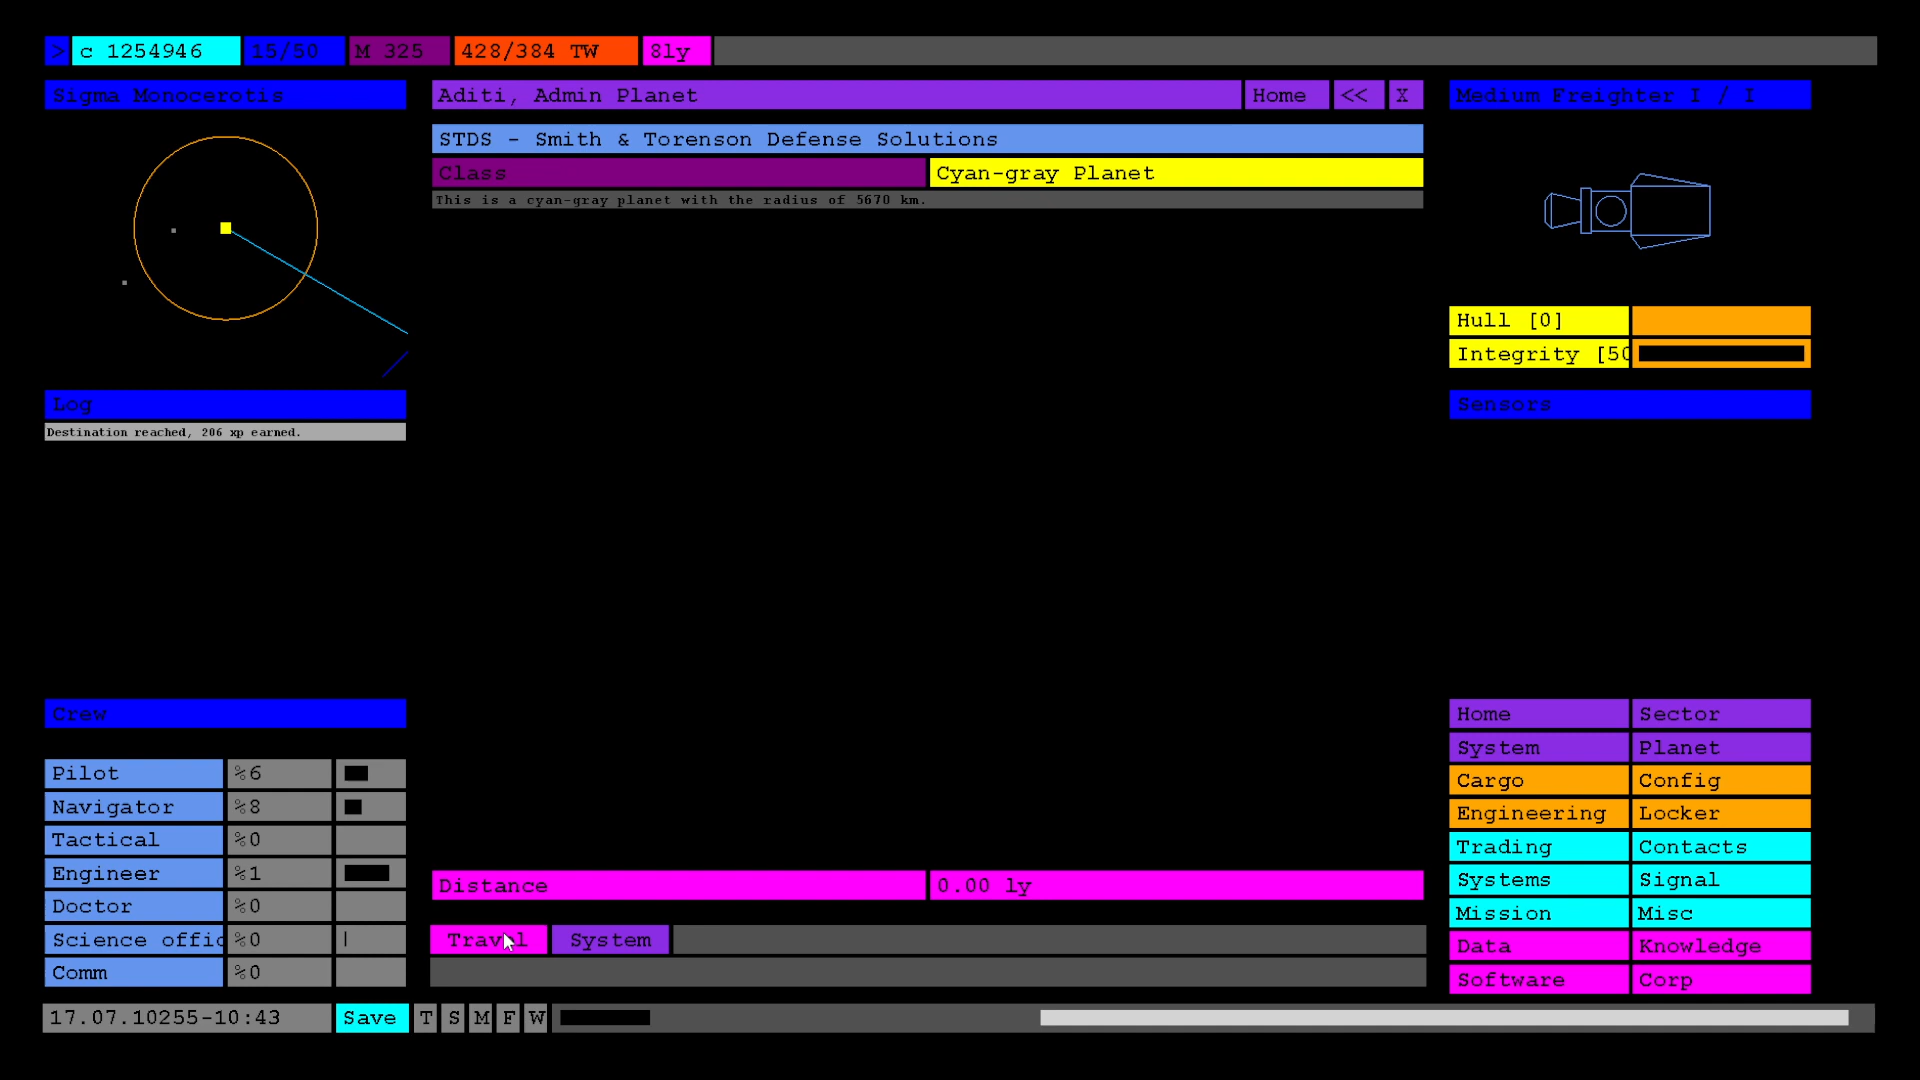 > c 1254946 15/50 M 325 428/384 TW 8ly
Sigma Monocerotis
Aditi, Admin Planet Home << X
Medium Freighter I / I
STDS - Smith & Torenson Defense Solutions
Class Cyan-gray Planet
This is a cyan-gray planet with the radius of 5670 km.
Hull [0]
Integrity [50
Log
Destination reached, 206 xp earned.
Sensors
Crew
Pilot %6
Navigator %8
Tactical %0
Engineer %1
Doctor %0
Science offic %0
Comm %0
Distance 0.00 ly
Travel System
Home Sector
System Planet
Cargo Config
Engineering Locker
Trading Contacts
Systems Signal
Mission Misc
Data Knowledge
Software Corp
17.07.10255-10:43 Save T S M F W